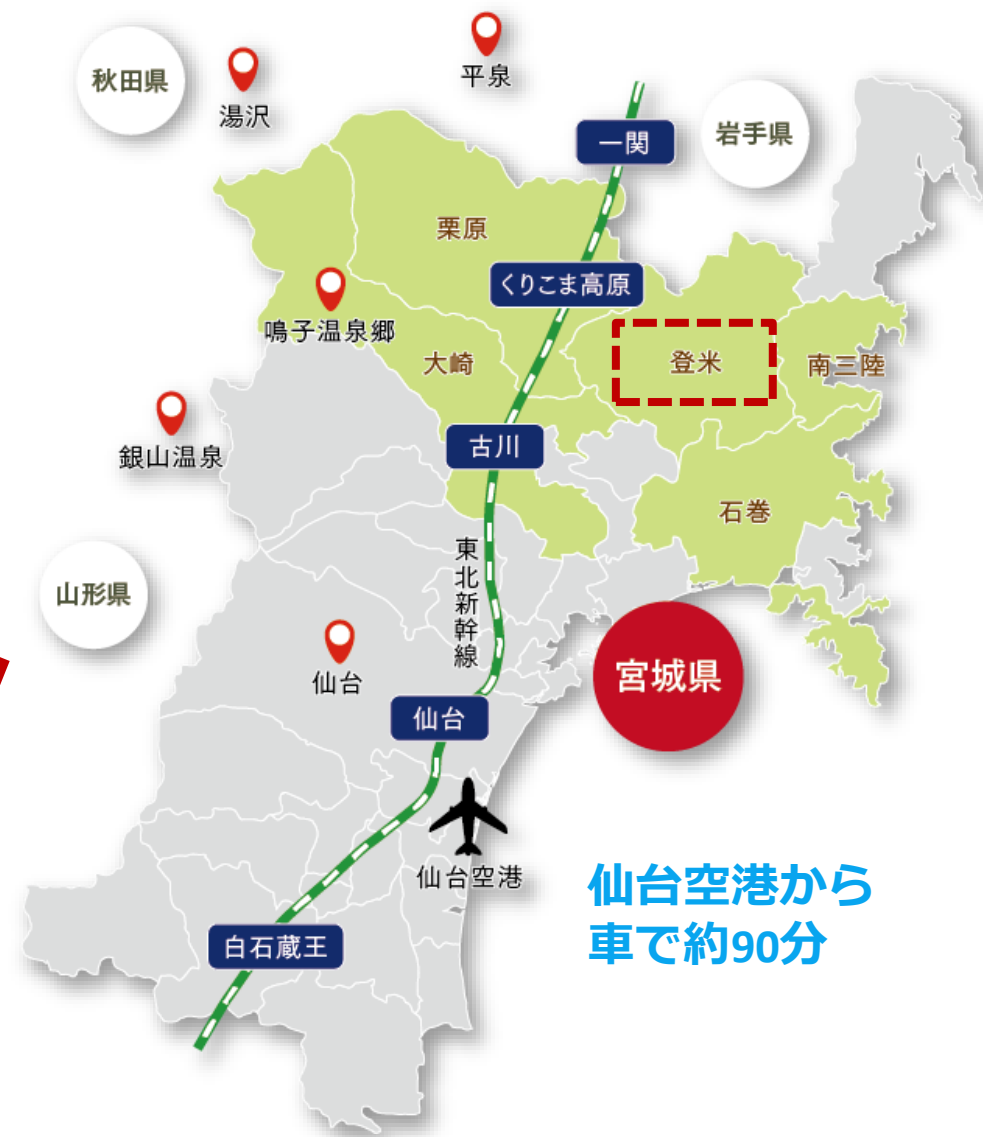 平泉
秋田県
湯沢
一関
岩手県
栗原
くりこま高原
鳴子温泉郷
大崎
登米
南三陸
銀山温泉
古川
石巻
東北新幹線
山形県
仙台
宮城県
仙台
仙台空港
仙台空港から
車で約90分
白石蔵王